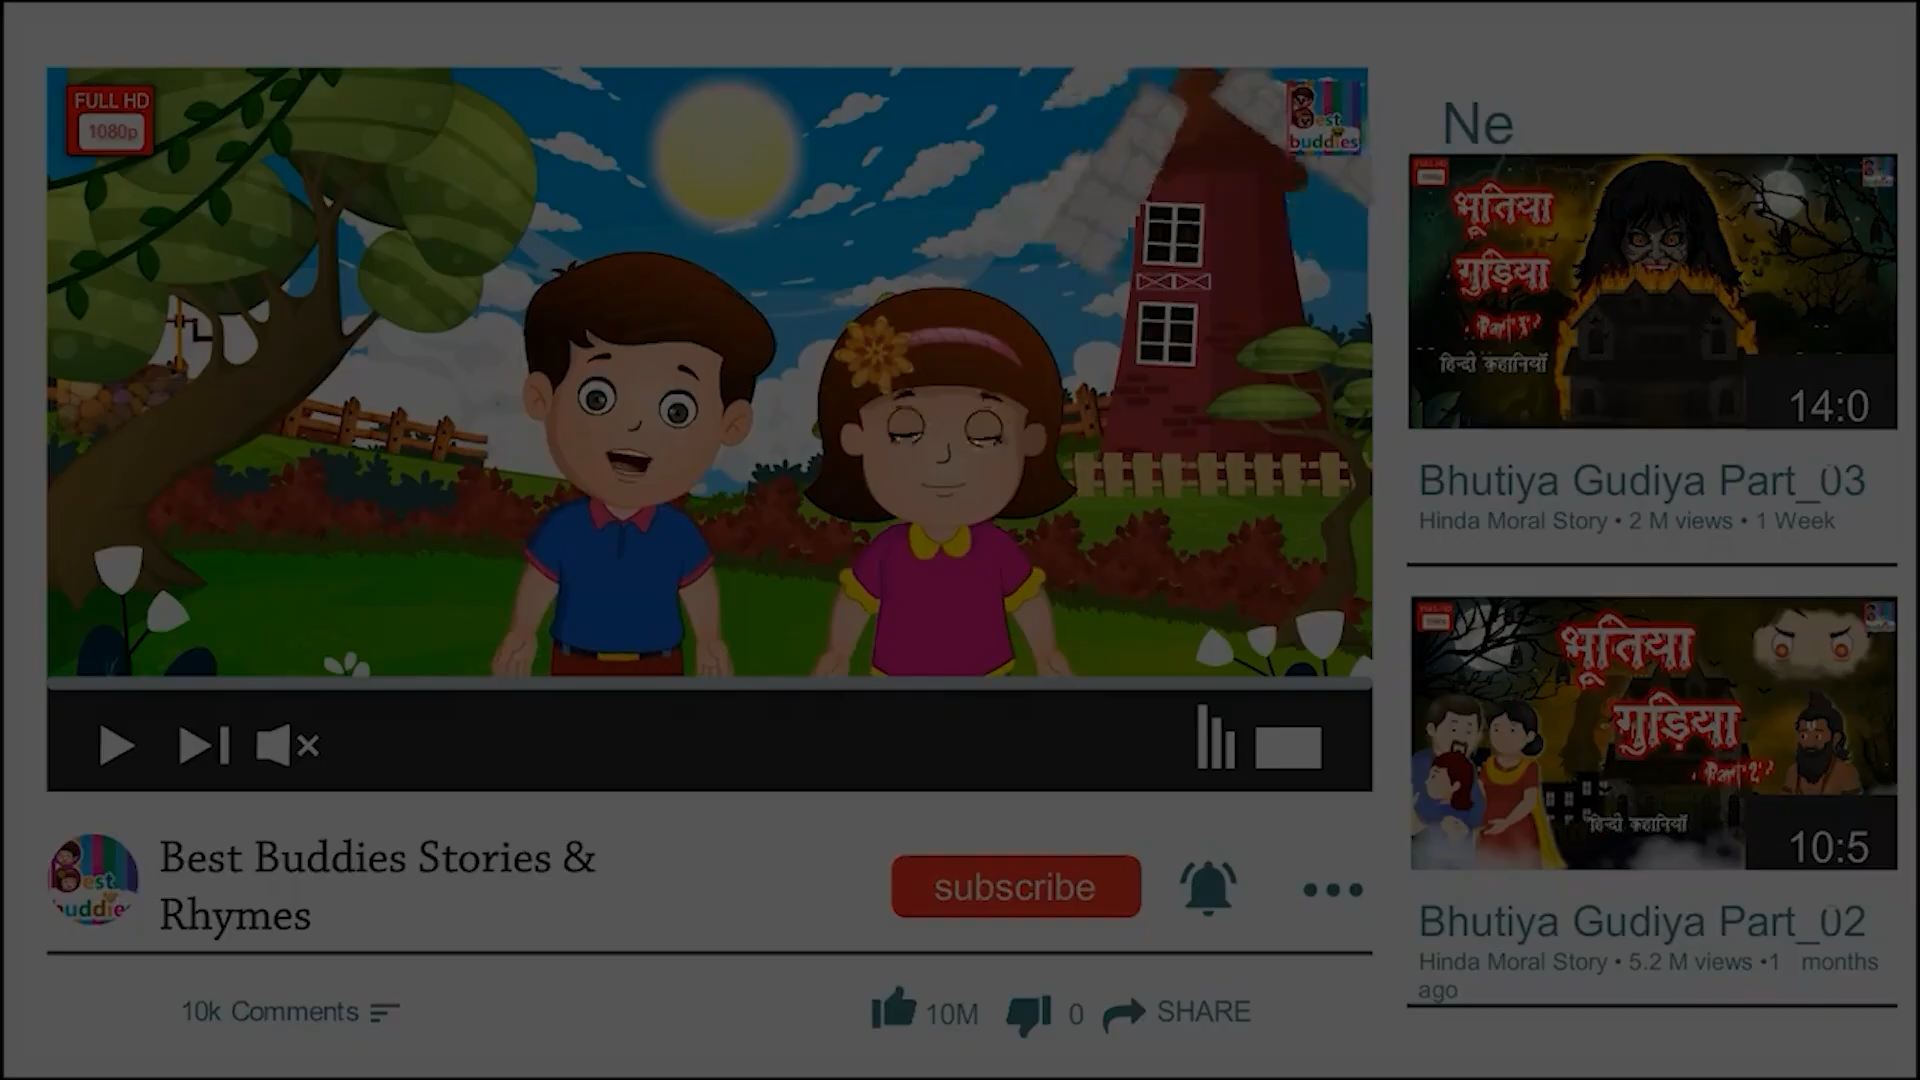 FULL HD
1080p
Best
buddies
Best Buddies Stories &
Rhymes
subscribe
10k Comments
10M
0
SHARE
Ne
भूतिया
गुड़िया
हिन्दी कहानियाँ
14:0
Bhutiya Gudiya Part_03
Hinda Moral Story • 2 M views • 1 Week
भूतिया
गुड़िया
Part 2
हिन्दी कहानियाँ
10:5
Bhutiya Gudiya Part_02
Hinda Moral Story • 5.2 M views •1 months
ago